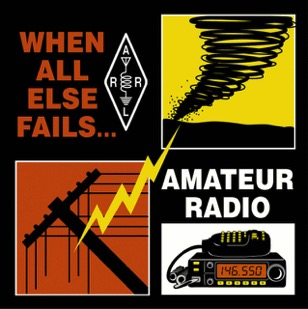 WHEN
ALL
ELSE
FAILS...
A
R R
L
AMATEUR
RADIO
146.550